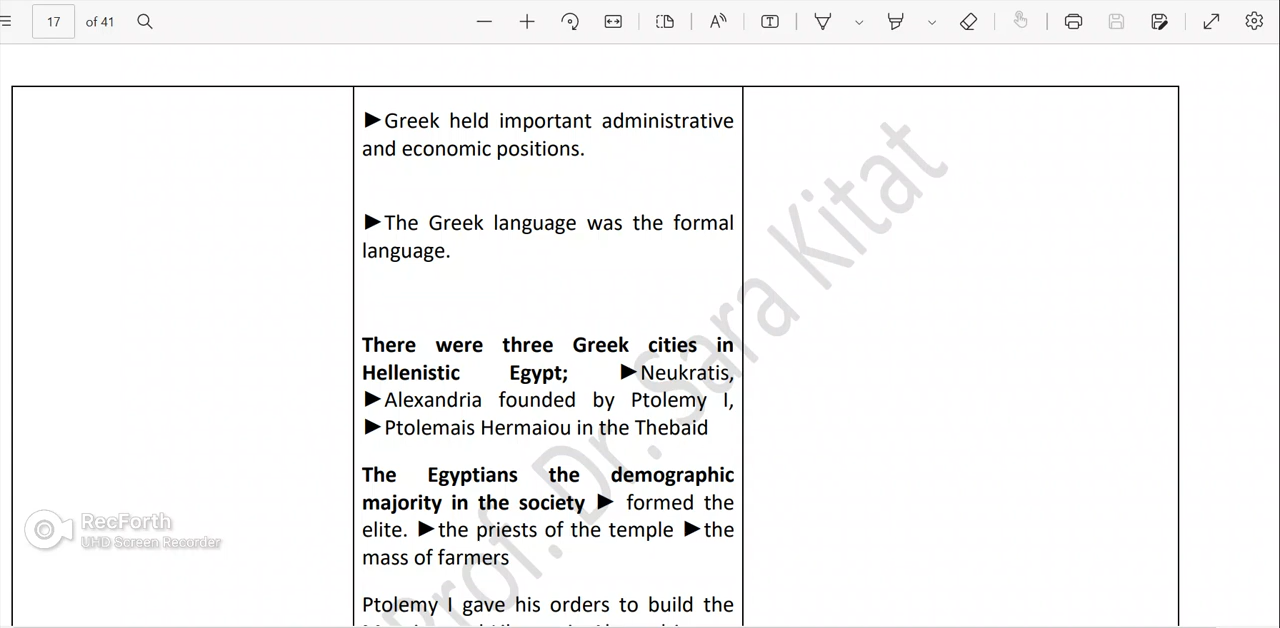 17 of 41
►Greek held important administrative
and economic positions.
►The Greek language was the formal
language.
There were three Greek cities in
Hellenistic Egypt; ►Neukratis,
►Alexandria founded by Ptolemy I,
►Ptolemais Hermaiou in the Thebaid
The Egyptians the demographic
majority in the society ► formed the
elite. ►the priests of the temple ►the
mass of farmers
Ptolemy I gave his orders to build the
Prof. Dr. Sara Kitat
RecForth
UHD Screen Recorder